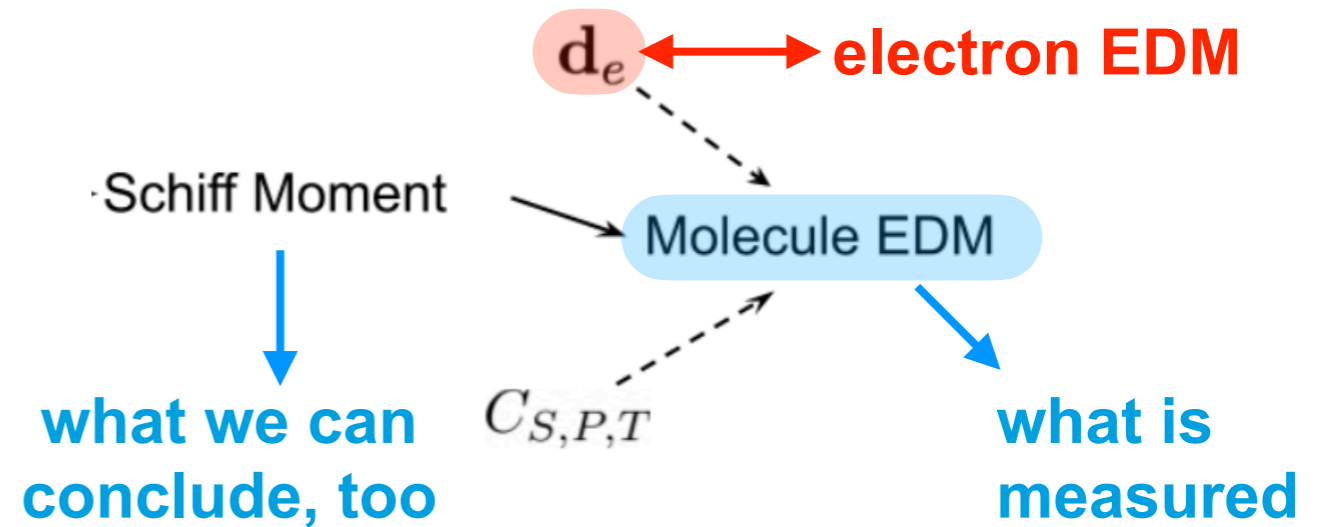 d_e electron EDM
Schiff Moment
Molecule EDM
C_{S,P,T}
what we can
conclude, too
what is
measured